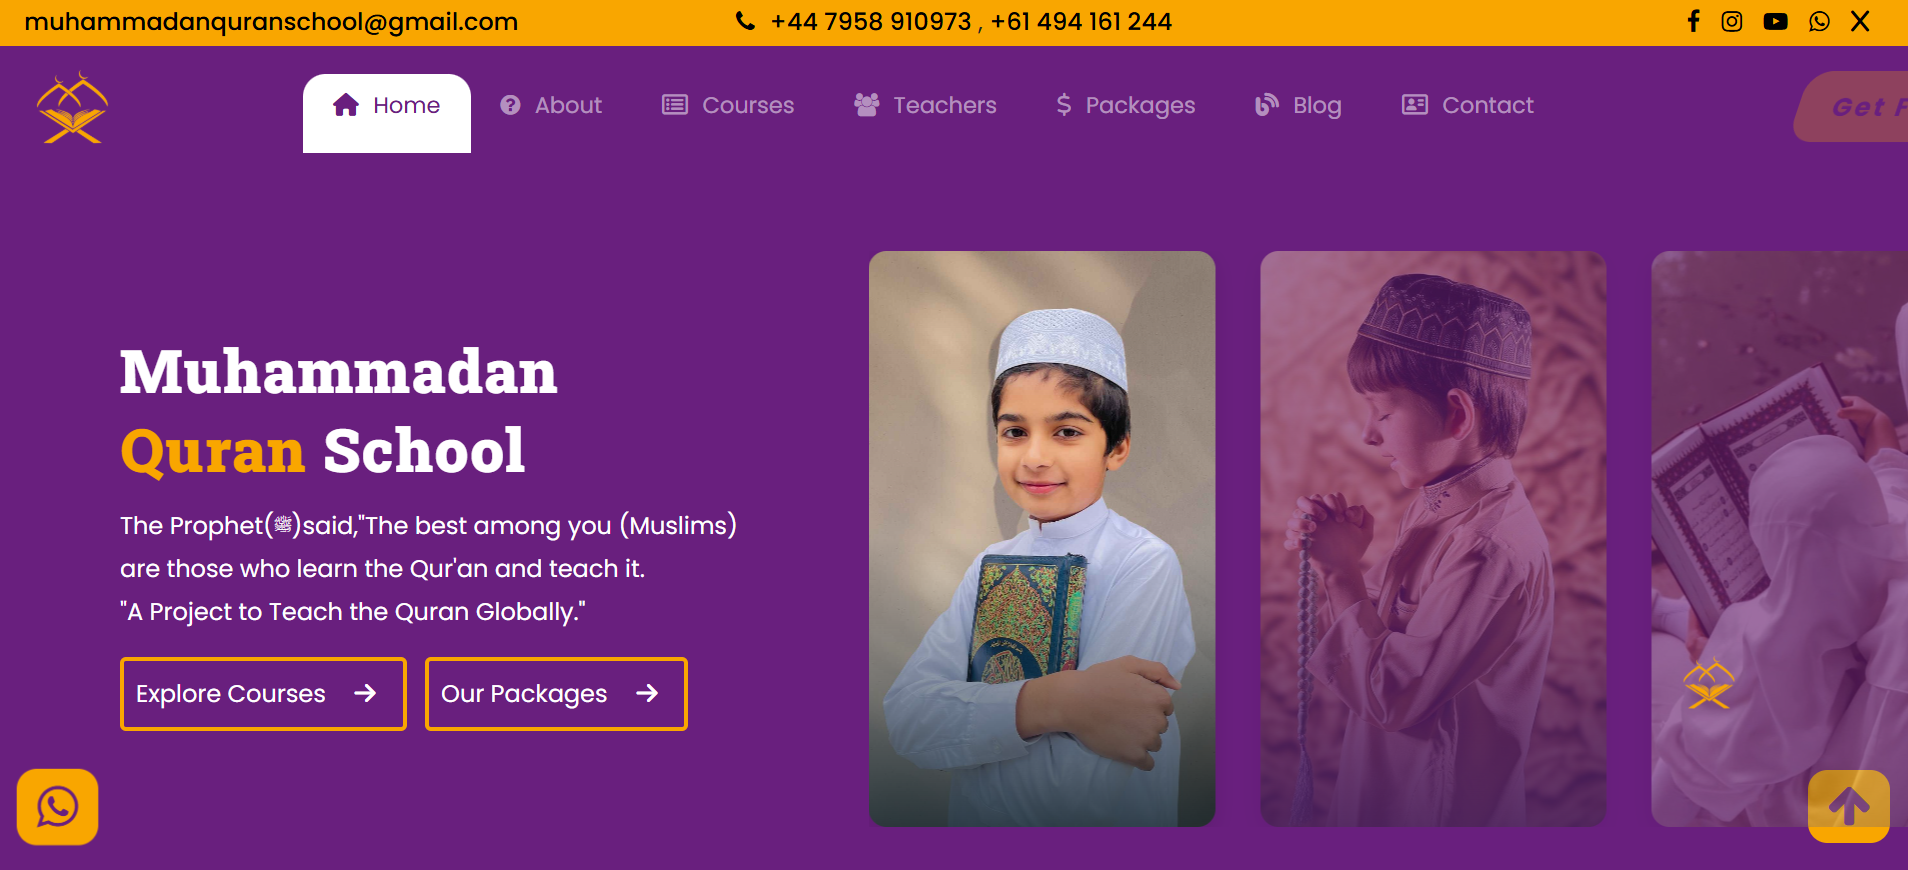 muhammadanquranschool@gmail.com
+44 7958 910973 , +61 494 161 244
Home
About
Courses
Teachers
Packages
Blog
Contact
Get F
Muhammadan
Quran School
The Prophet(ﷺ)said,"The best among you (Muslims)
are those who learn the Qur'an and teach it.
"A Project to Teach the Quran Globally."
Explore Courses
Our Packages